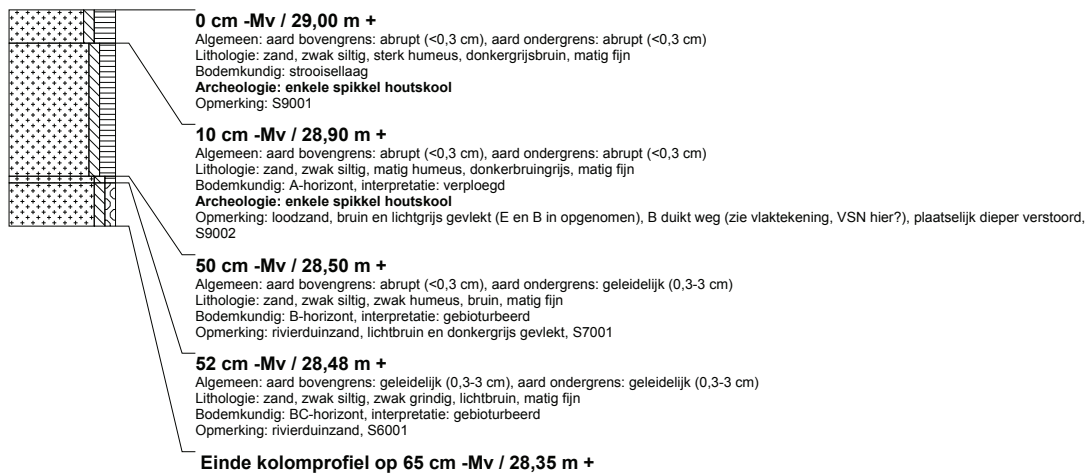 0 cm -Mv / 29,00 m +
Algemeen: aard bovengrens: abrupt (<0,3 cm), aard ondergrens: abrupt (<0,3 cm)
Lithologie: zand, zwak siltig, sterk humeus, donkergrijsbruin, matig fijn
Bodemkundig: strooisellaag
Archeologie: enkele spikkel houtskool
Opmerking: S9001
10 cm -Mv / 28,90 m +
Algemeen: aard bovengrens: abrupt (<0,3 cm), aard ondergrens: abrupt (<0,3 cm)
Lithologie: zand, zwak siltig, matig humeus, donkerbruingrijs, matig fijn
Bodemkundig: A-horizont, interpretatie: verploegd
Archeologie: enkele spikkel houtskool
Opmerking: loodzand, bruin en lichtgrijs gevlekt (E en B in opgenomen), B duikt weg (zie vlaktekening, VSN hier?), plaatselijk dieper verstoord,
S9002
50 cm -Mv / 28,50 m +
Algemeen: aard bovengrens: abrupt (<0,3 cm), aard ondergrens: geleidelijk (0,3-3 cm)
Lithologie: zand, zwak siltig, zwak humeus, bruin, matig fijn
Bodemkundig: B-horizont, interpretatie: gebioturbeerd
Opmerking: rivierduinzand, lichtbruin en donkergrijs gevlekt, S7001
52 cm -Mv / 28,48 m +
Algemeen: aard bovengrens: geleidelijk (0,3-3 cm), aard ondergrens: geleidelijk (0,3-3 cm)
Lithologie: zand, zwak siltig, zwak grindig, lichtbruin, matig fijn
Bodemkundig: BC-horizont, interpretatie: gebioturbeerd
Opmerking: rivierduinzand, S6001
Einde kolomprofiel op 65 cm -Mv / 28,35 m +